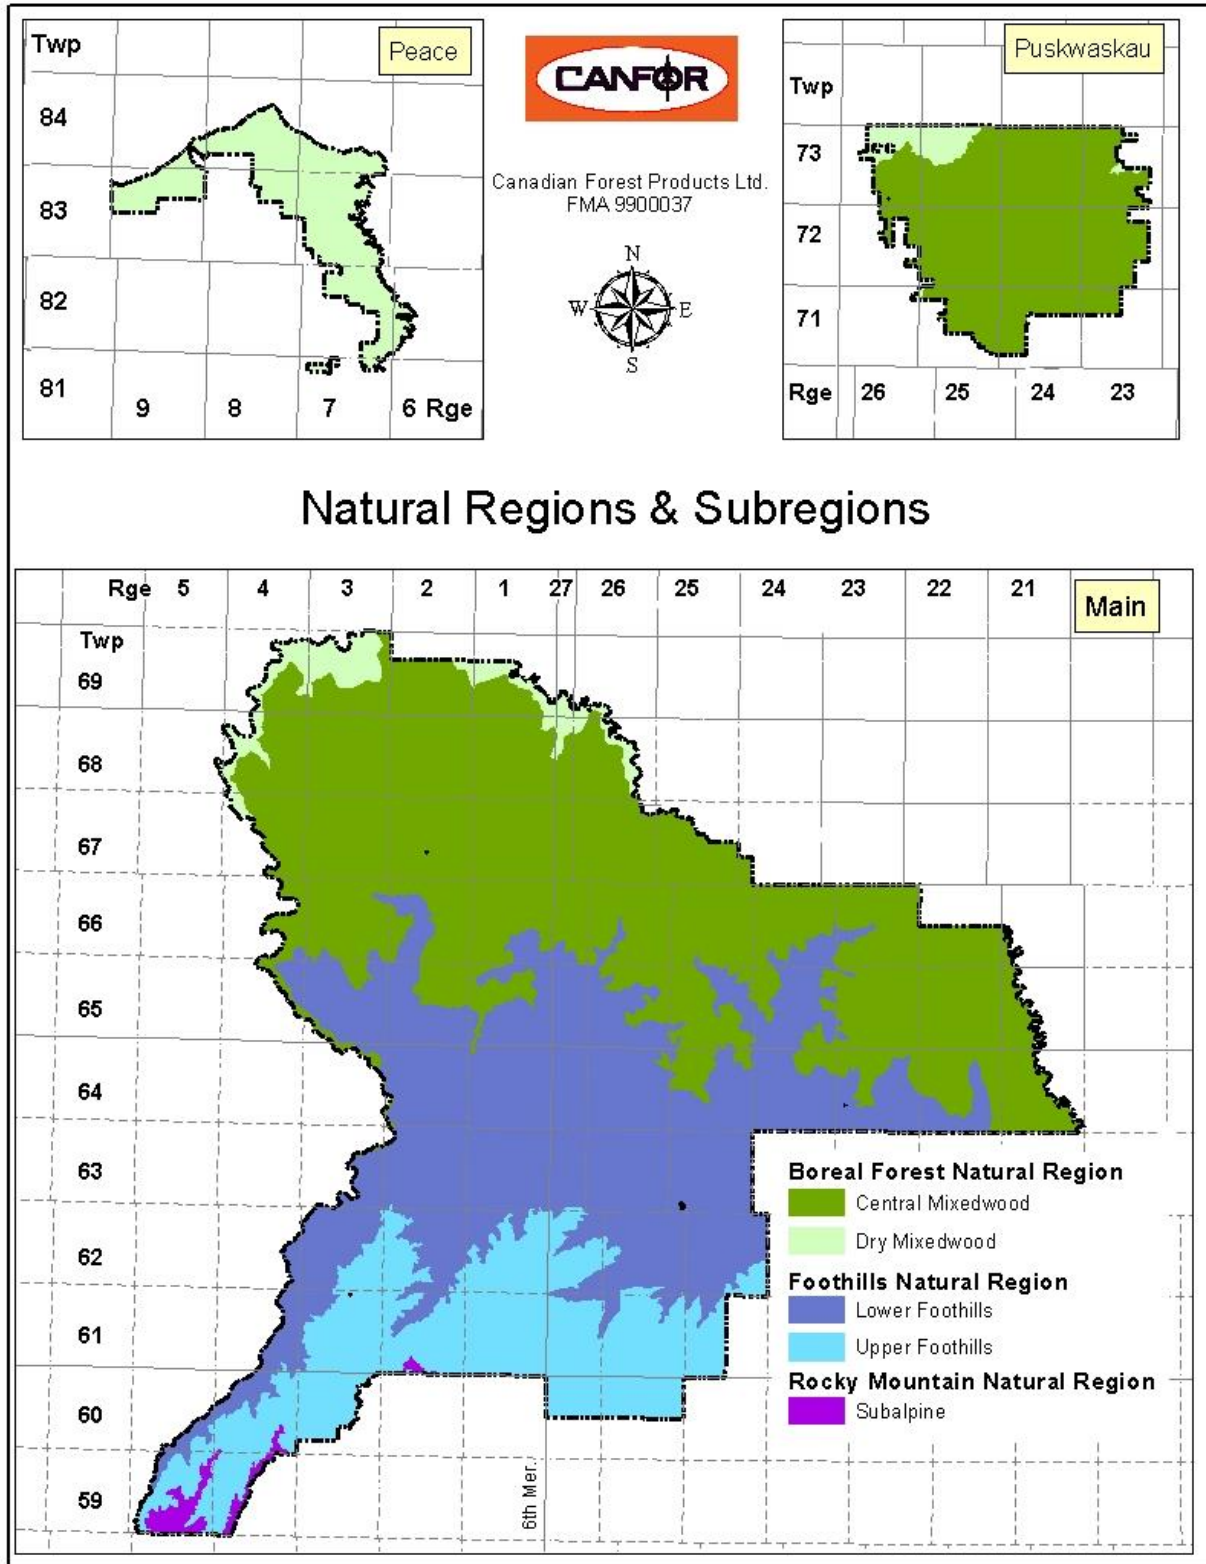 Twp
Peace
84
83
82
81
9 8 7 6 Rge
CANFOR
Canadian Forest Products Ltd.
FMA 9900037
N
W E
S
Puskwaskau
Twp
73
72
71
Rge 26 25 24 23
Natural Regions & Subregions
Rge 5 4 3 2 1 27 26 25 24 23 22 21
Main
Twp
69
68
67
66
65
64
63
62
61
60
59
6th Mer.
Boreal Forest Natural Region
Central Mixedwood
Dry Mixedwood
Foothills Natural Region
Lower Foothills
Upper Foothills
Rocky Mountain Natural Region
Subalpine